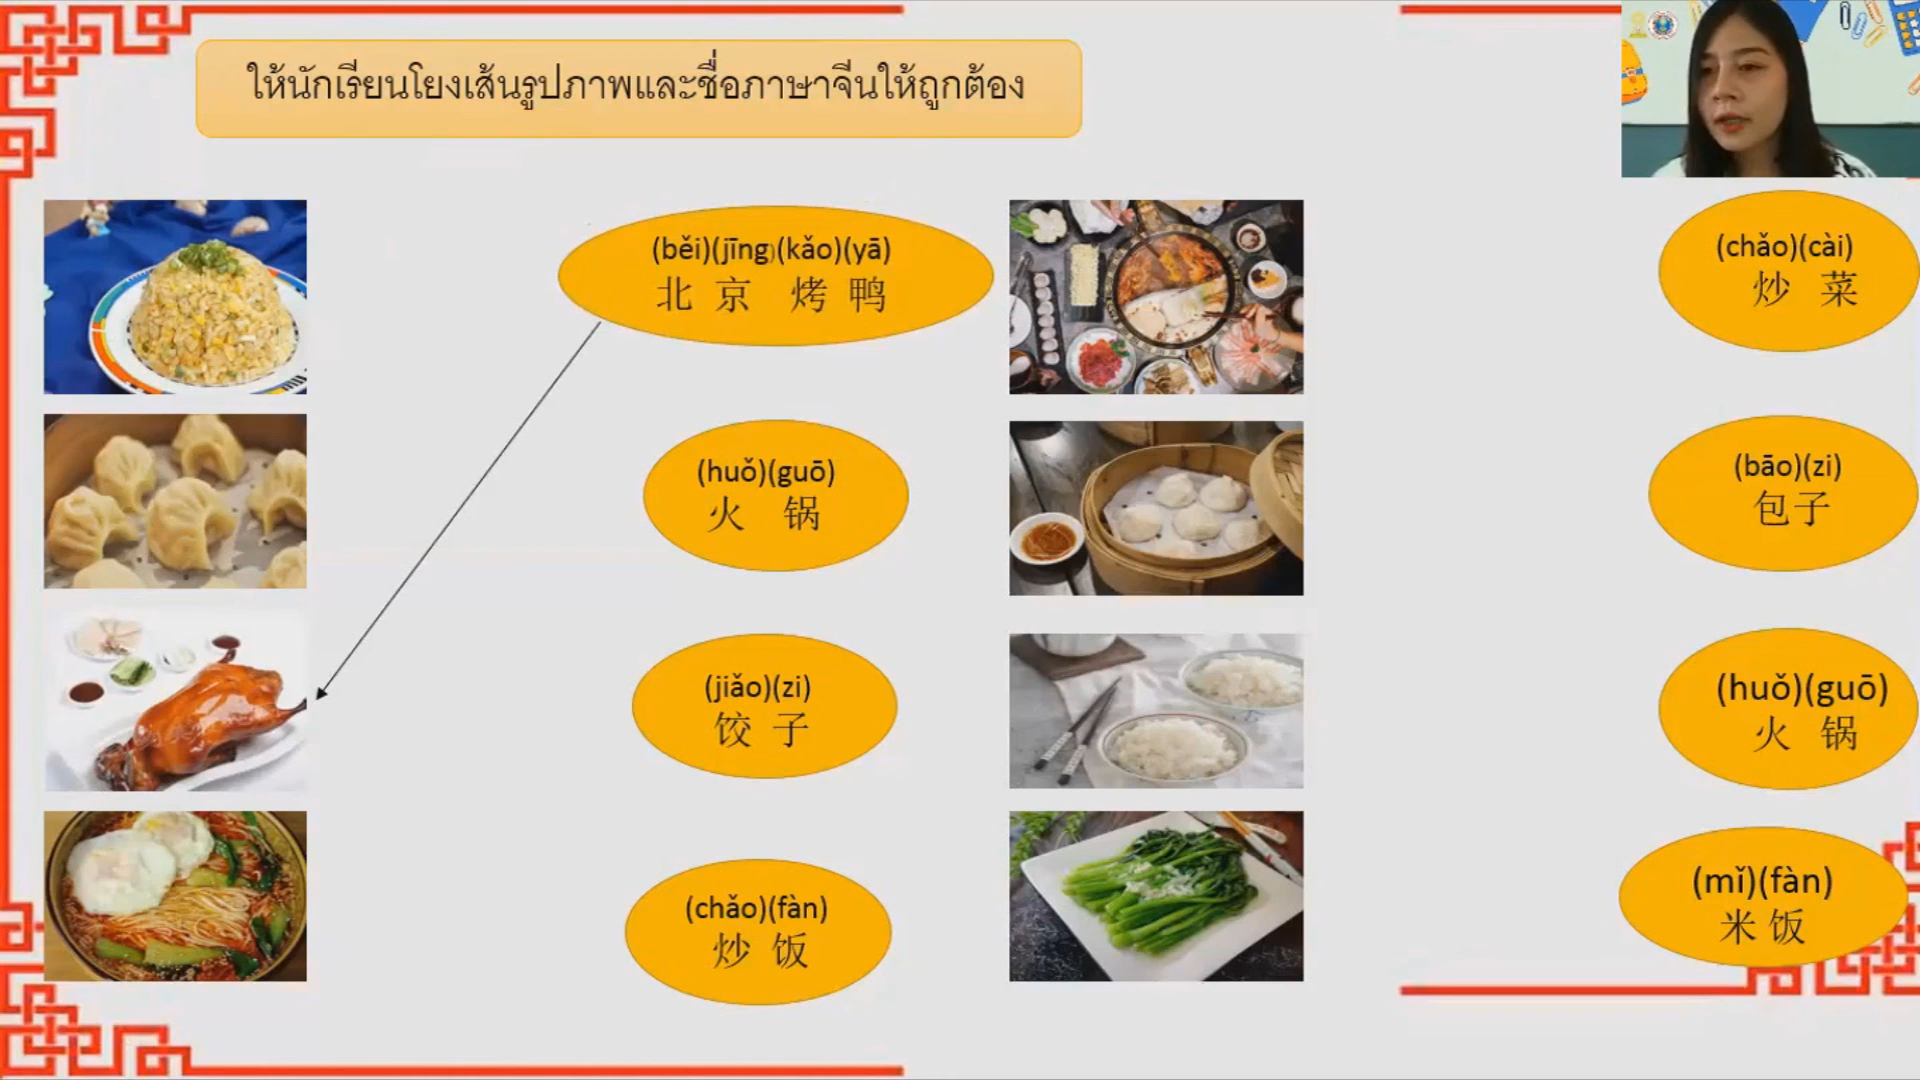 ให้นักเรียนโยงเส้นรูปภาพและชื่อภาษาจีนให้ถูกต้อง
(běi)(jīng)(kǎo)(yā)
北 京 烤 鸭
(huǒ)(guō)
火 锅
(jiǎo)(zi)
饺 子
(chǎo)(fàn)
炒 饭
(chǎo)(cài)
炒 菜
(bāo)(zi)
包子
(huǒ)(guō)
火 锅
(mǐ)(fàn)
米 饭